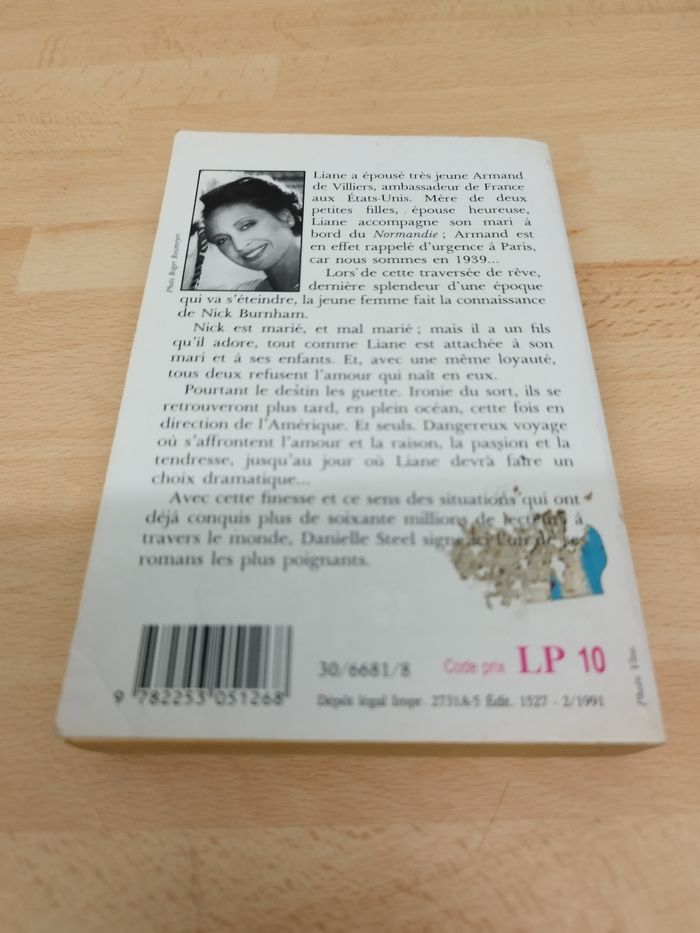 Liane a épousé très jeune Armand
de Villiers, ambassadeur de France
aux États-Unis. Mère de deux
petites filles, épouse heureuse,
Liane accompagne son mari à
bord du Normandie ; Armand est
en effet rappelé d'urgence à Paris,
car nous sommes en 1939...
Lors de cette traversée de rêve,
dernière splendeur d'une époque
qui va s'éteindre, la jeune femme fait la connaissance
de Nick Burnham.
Nick est marié, et mal marié ; mais il a un fils
qu'il adore, tout comme Liane est attachée à son
mari et à ses enfants. Et, avec une même loyauté,
tous deux refusent l'amour qui naît en eux.
Pourtant le destin les guette. Ironie du sort, ils se
retrouveront plus tard, en plein océan, cette fois en
direction de l'Amérique. Et seuls. Dangereux voyage
où s'affrontent l'amour et la raison, la passion et la
tendresse, jusqu'au jour où Liane devra faire un
choix dramatique...
Avec cette finesse et ce sens des situations qui ont
déjà conquis plus de soixante millions de lecteurs à
travers le monde, Danielle Steel signe ici l'un de ses
romans les plus poignants.
Photo Roger Ressmeyer.
9 782253 051268
30/6681/8
Code prix LP 10
Dépôt légal Impr. 2731A-5 Édit. 1527 - 2/1991